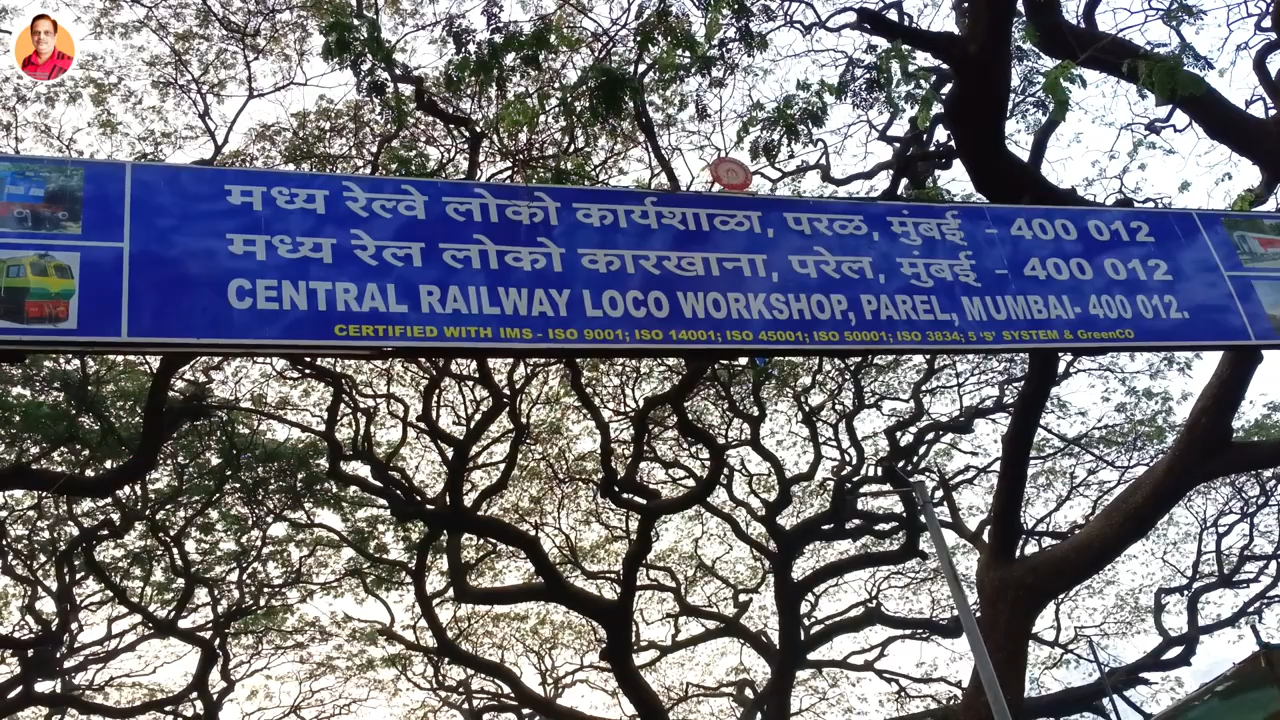 मध्य रेल्वे लोको कार्यशाळा, परळ, मुंबई - 400 012
मध्य रेल लोको कारखाना, परेल, मुंबई - 400 012
CENTRAL RAILWAY LOCO WORKSHOP, PAREL, MUMBAI- 400 012.
CERTIFIED WITH IMS - ISO 9001; ISO 14001; ISO 45001; ISO 50001; ISO 3834; 5 'S' SYSTEM & GreenCO